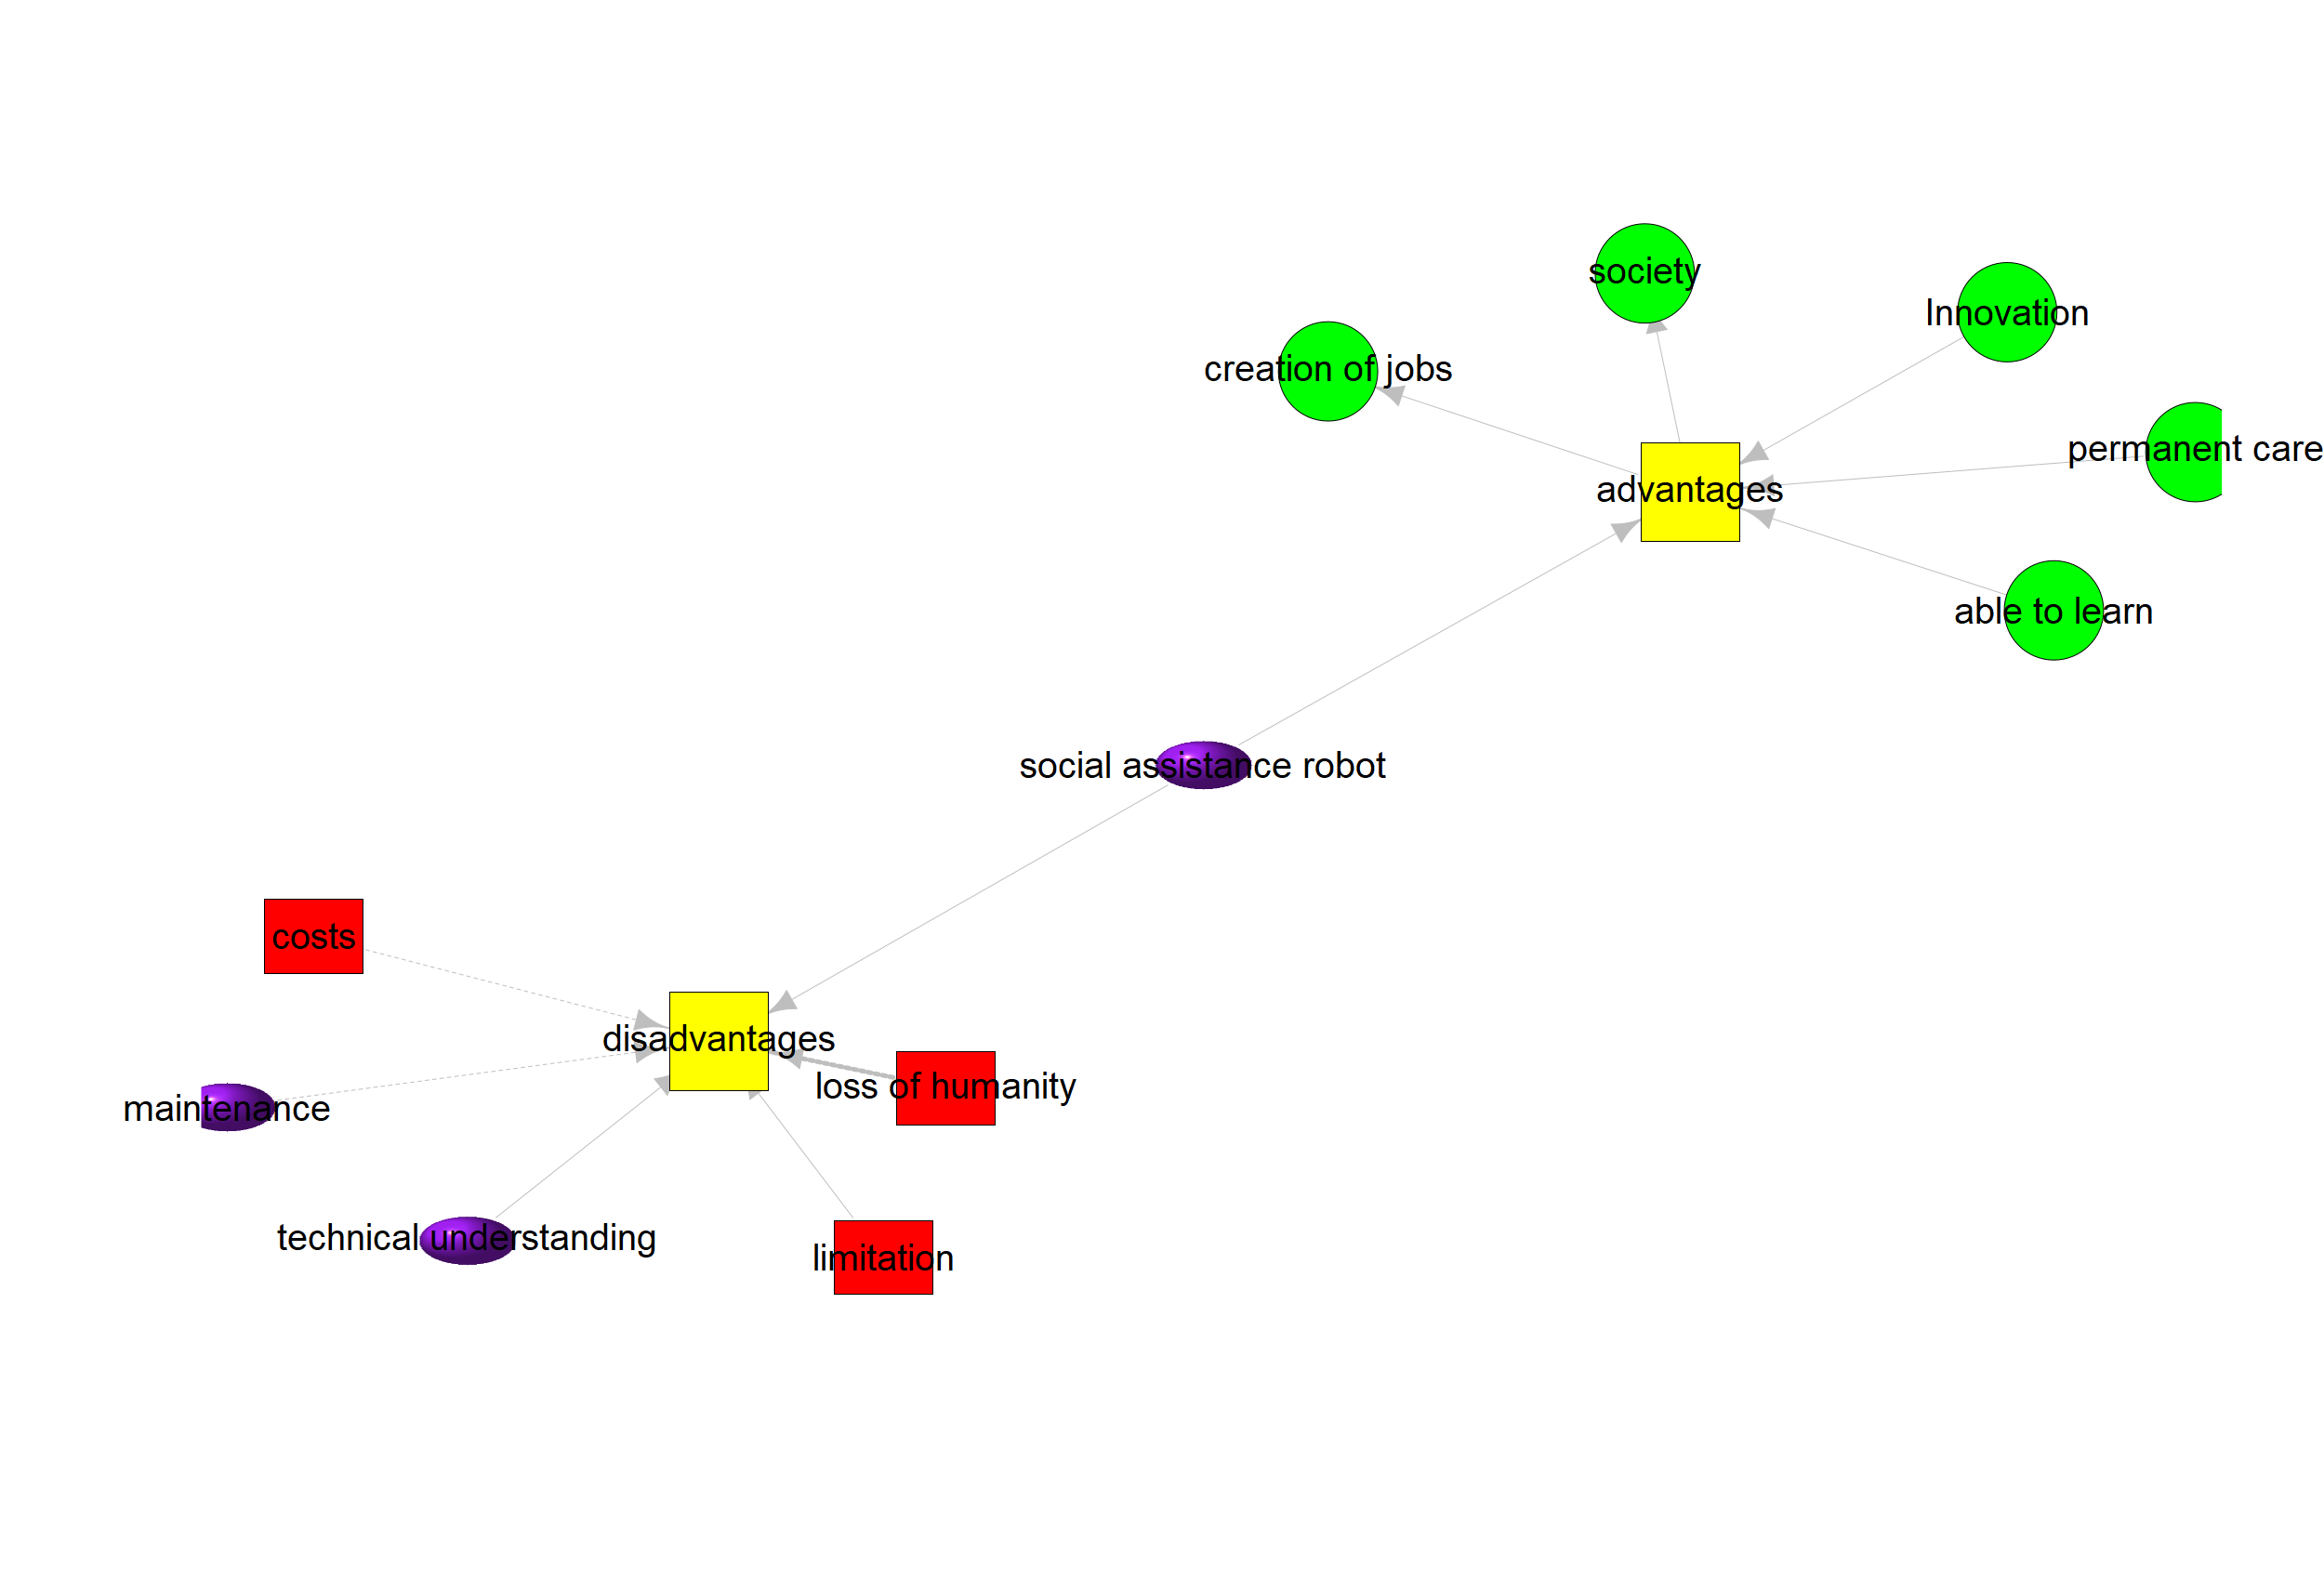 society
Innovation
creation of jobs
permanent care
advantages
able to learn
social assistance robot
costs
disadvantages
loss of humanity
maintenance
technical understanding
limitation